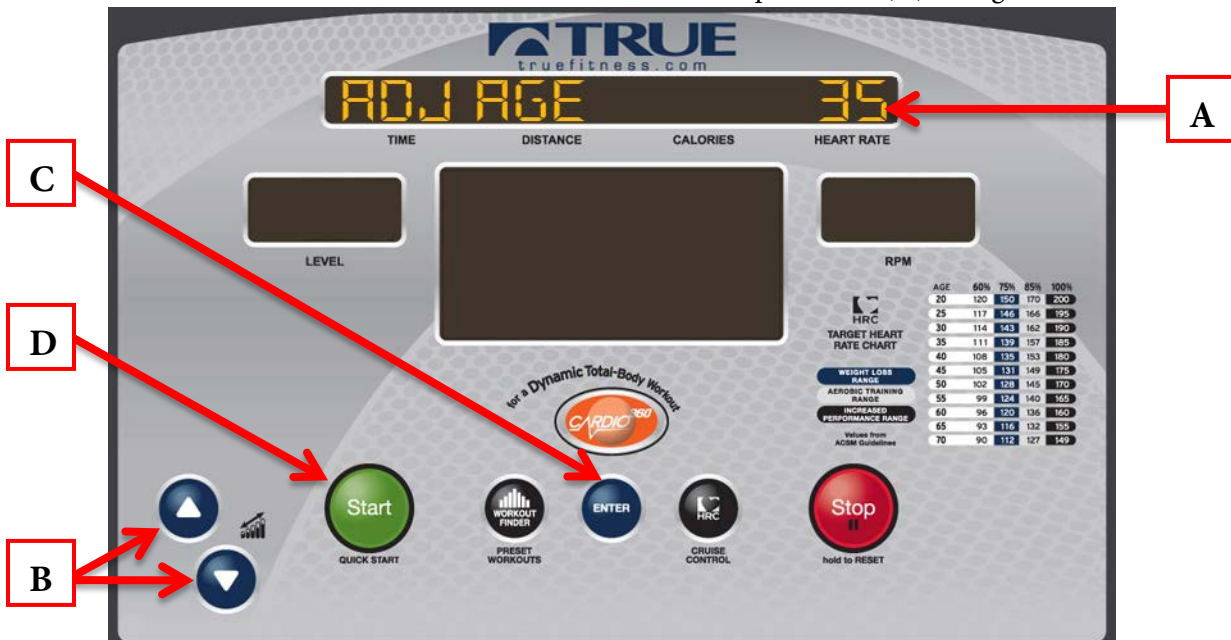 TRUE
truefitness.com
ADJ AGE 35
A
TIME DISTANCE CALORIES HEART RATE
C
LEVEL
RPM
HRC
TARGET HEART
RATE CHART
WEIGHT LOSS
RANGE
AEROBIC TRAINING
RANGE
INCREASED
PERFORMANCE RANGE
Values from
ACSM Guidelines
AGE 60% 75% 85% 100%
20 120 150 170 200
25 117 146 166 195
30 114 143 162 190
35 111 139 157 185
40 108 135 153 180
45 105 131 149 175
50 102 128 145 170
55 99 124 140 165
60 96 120 136 160
65 93 116 132 155
70 90 112 127 149
D
for a Dynamic Total-Body Workout
CARDIO 360
Start
QUICK START
WORKOUT
FINDER
PRESET
WORKOUTS
ENTER
HRC
CRUISE
CONTROL
Stop
hold to RESET
B